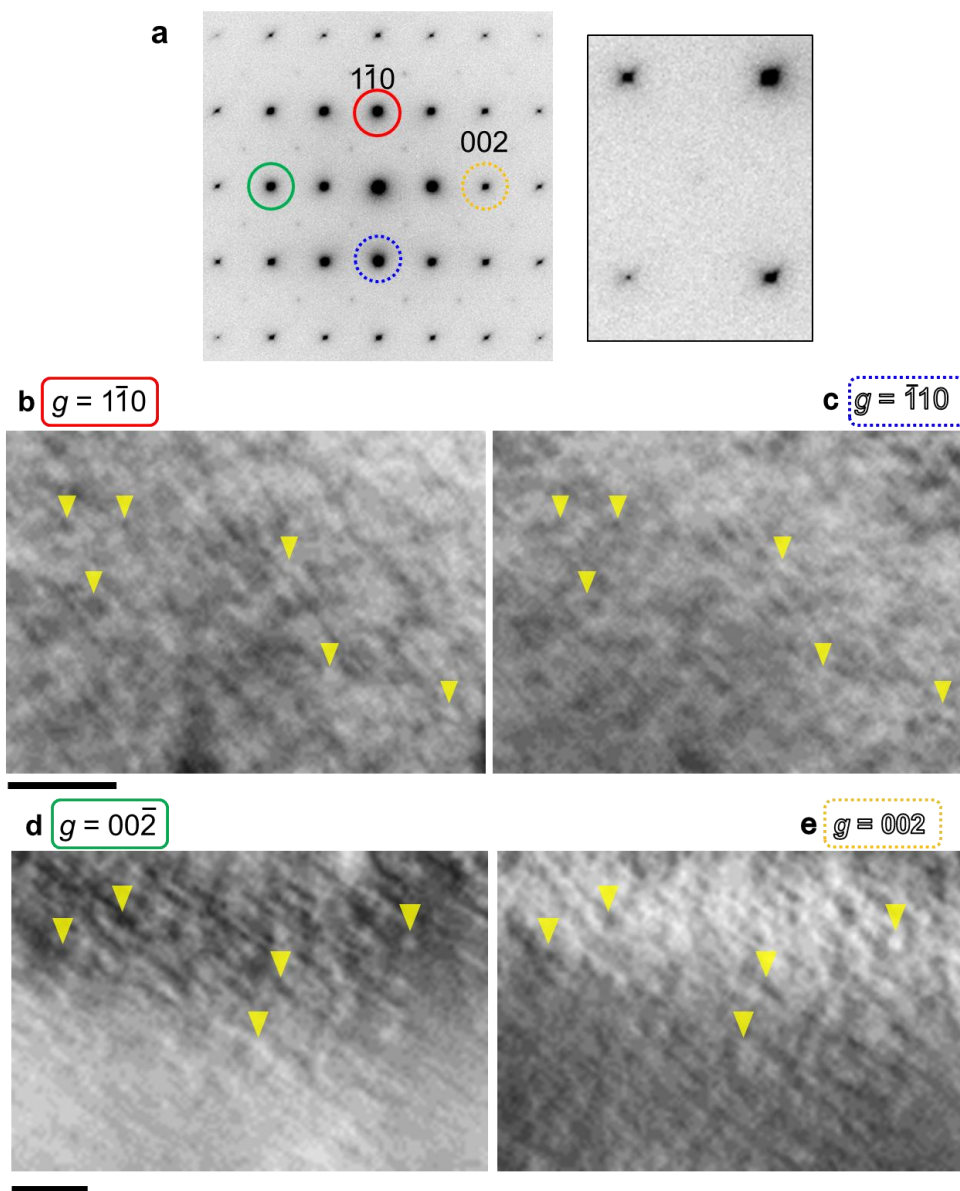 a
11̄0
002
b g = 11̄0
c g = 1̄10
d g = 002̄
e g = 002